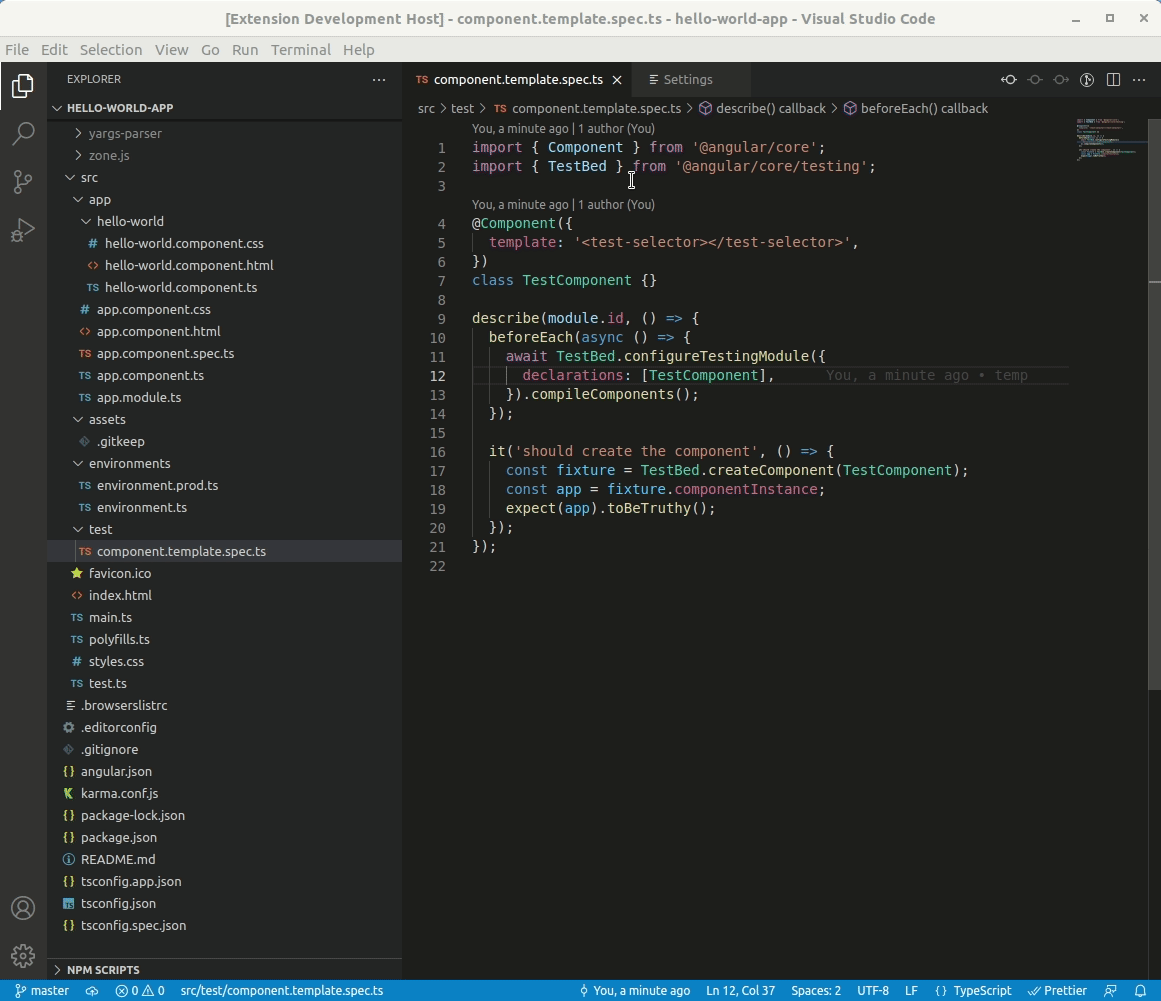 [Extension Development Host] - component.template.spec.ts - hello-world-app - Visual Studio Code
File Edit Selection View Go Run Terminal Help
EXPLORER
HELLO-WORLD-APP
yargs-parser
zone.js
src
app
hello-world
# hello-world.component.css
<> hello-world.component.html
TS hello-world.component.ts
# app.component.css
<> app.component.html
TS app.component.spec.ts
TS app.component.ts
TS app.module.ts
assets
.gitkeep
environments
TS environment.prod.ts
TS environment.ts
test
TS component.template.spec.ts
favicon.ico
<> index.html
TS main.ts
TS polyfills.ts
# styles.css
TS test.ts
.browserslistrc
.editorconfig
.gitignore
{} angular.json
karma.conf.js
{} package-lock.json
{} package.json
README.md
{} tsconfig.app.json
TS tsconfig.json
{} tsconfig.spec.json
NPM SCRIPTS
TS component.template.spec.ts
Settings
src > test > TS component.template.spec.ts > describe() callback > beforeEach() callback
You, a minute ago | 1 author (You)
1 import { Component } from '@angular/core';
2 import { TestBed } from '@angular/core/testing';
3
You, a minute ago | 1 author (You)
4 @Component({
5 template: '<test-selector></test-selector>',
6 })
7 class TestComponent {}
8
9 describe(module.id, () => {
10 beforeEach(async () => {
11 await TestBed.configureTestingModule({
12 declarations: [TestComponent], You, a minute ago • temp
13 }).compileComponents();
14 });
15
16 it('should create the component', () => {
17 const fixture = TestBed.createComponent(TestComponent);
18 const app = fixture.componentInstance;
19 expect(app).toBeTruthy();
20 });
21 });
22
master 0 0 src/test/component.template.spec.ts You, a minute ago Ln 12, Col 37 Spaces: 2 UTF-8 LF {} TypeScript Prettier